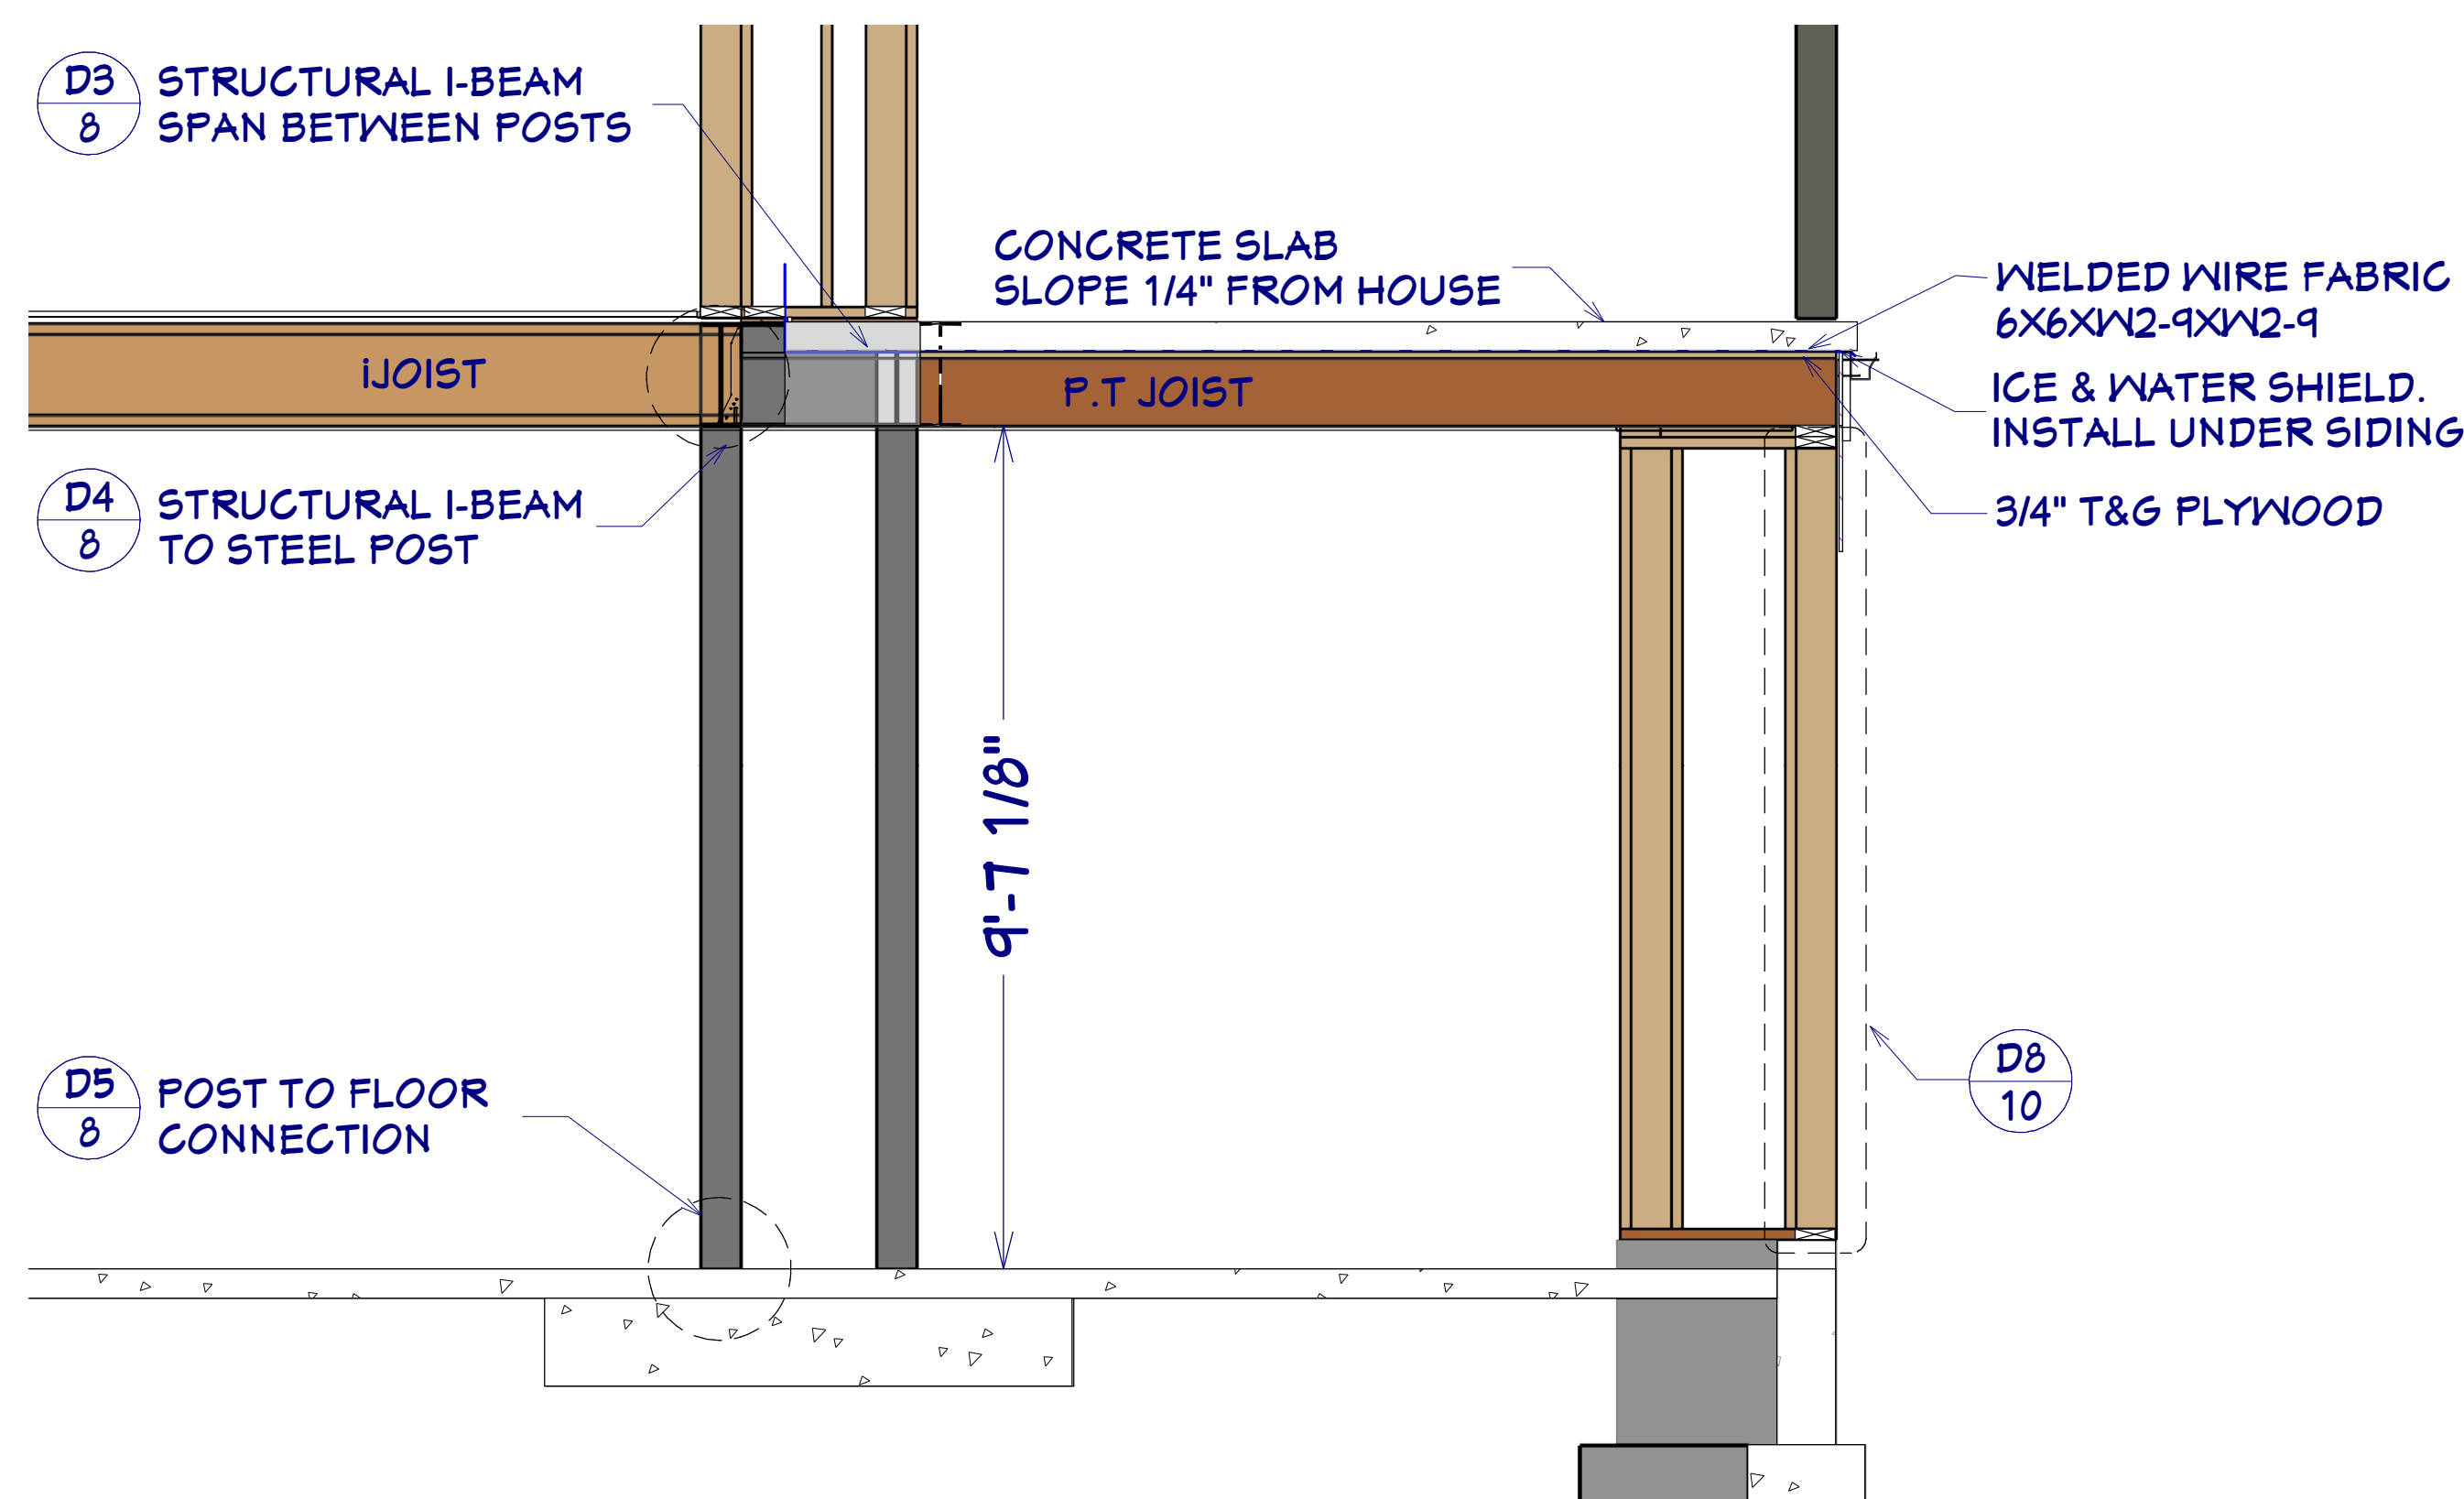 D3
8
STRUCTURAL I-BEAM
SPAN BETWEEN POSTS
CONCRETE SLAB
SLOPE 1/4" FROM HOUSE
WELDED WIRE FABRIC
6X6XW2-9XW2-9
iJOIST
P.T JOIST
ICE & WATER SHIELD.
INSTALL UNDER SIDING
D4
8
STRUCTURAL I-BEAM
TO STEEL POST
3/4" T&G PLYWOOD
9'-7 1/8"
D5
8
POST TO FLOOR
CONNECTION
D8
10